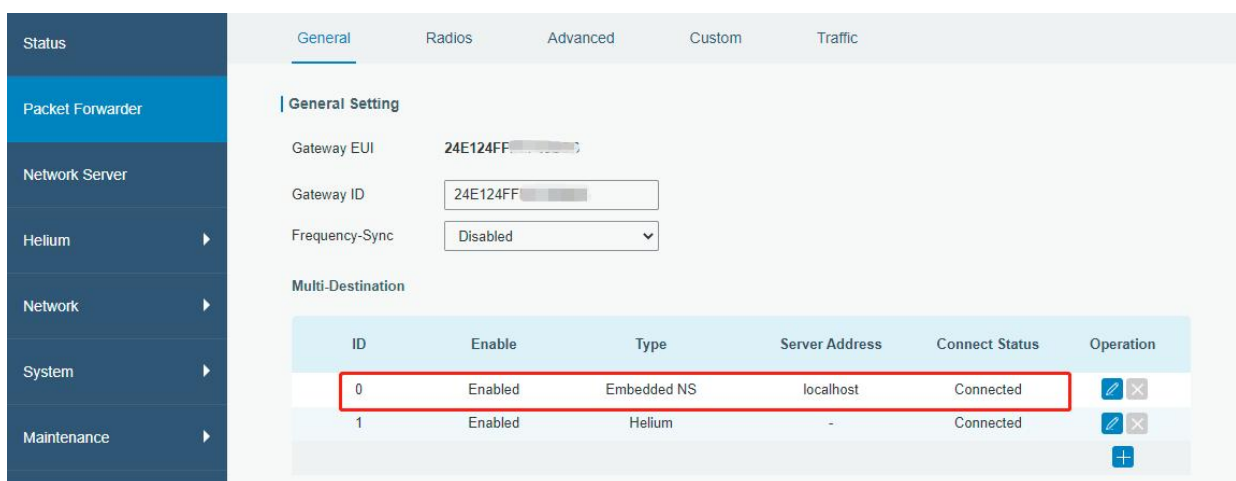 Status
Packet Forwarder
Network Server
Helium
Network
System
Maintenance
General Radios Advanced Custom Traffic
General Setting
Gateway EUI 24E124FF
Gateway ID 24E124FF
Frequency-Sync Disabled
Multi-Destination
ID Enable Type Server Address Connect Status Operation
0 Enabled Embedded NS localhost Connected
1 Enabled Helium - Connected